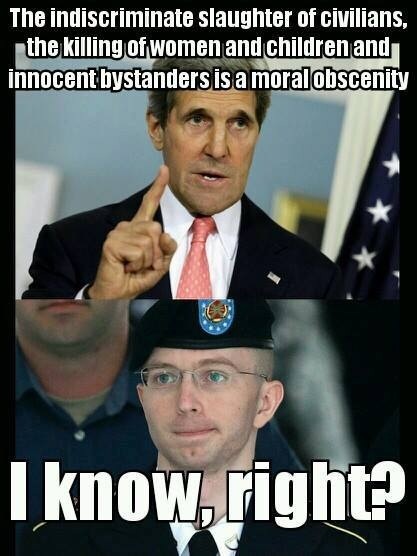 The indiscriminate slaughter of civilians,
the killing of women and children and
innocent bystanders is a moral obscenity
I know, right?